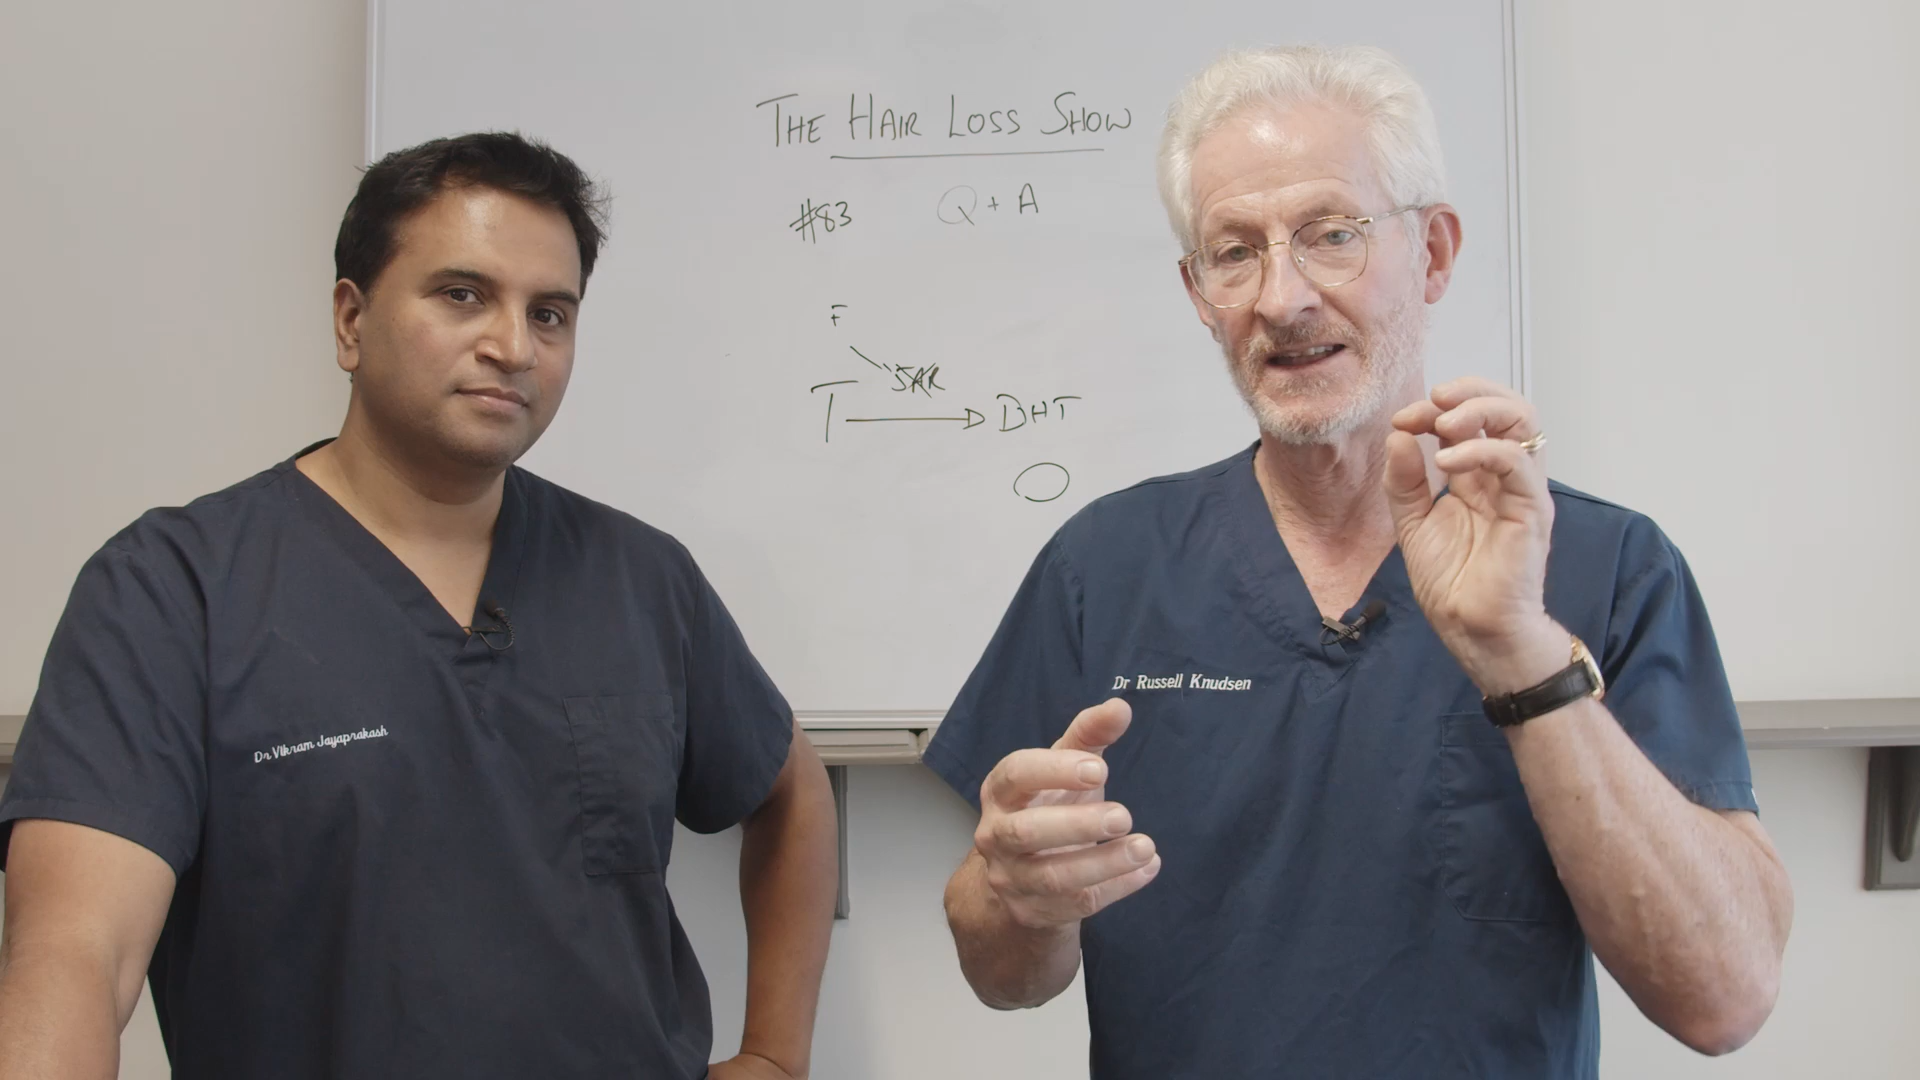 THE HAIR LOSS SHOW
#83 Q + A
F
5AR
T DHT
Dr Russell Knudsen
Dr Vikram Jayaprakash